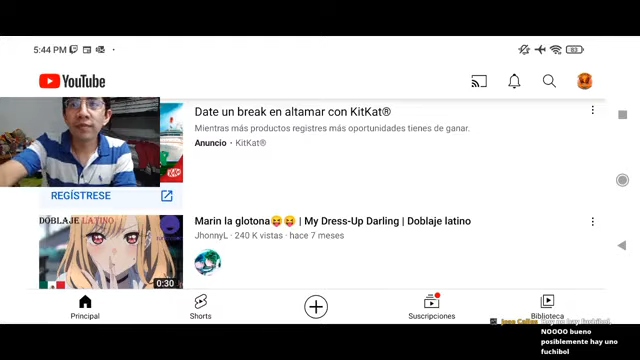 5:44 PM
83
YouTube
Date un break en altamar con KitKat®
Mientras más productos registres más oportunidades tienes de ganar.
Anuncio · KitKat®
REGÍSTRESE
DOBLAJE LATINO
Marin la glotona😝😝 | My Dress-Up Darling | Doblaje latino
JhonnyL · 240 K vistas · hace 7 meses
0:30
Principal
Shorts
Suscripciones
Biblioteca
NOOOO bueno
posiblemente hay uno
fuchibol